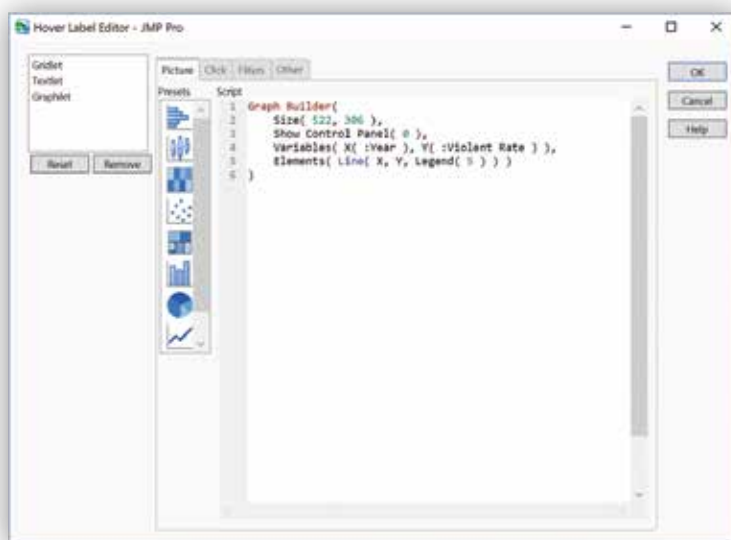 Hover Label Editor - JMP Pro
Gridlet
Textlet
Graphlet
Reset Remove
Picture Click Filters Other
Presets Script
1 Graph Builder(
2 Size( 522, 306 ),
3 Show Control Panel( 0 ),
4 Variables( X( :Year ), Y( :Violent Rate ) ),
5 Elements( Line( X, Y, Legend( 5 ) ) )
6 )
OK
Cancel
Help